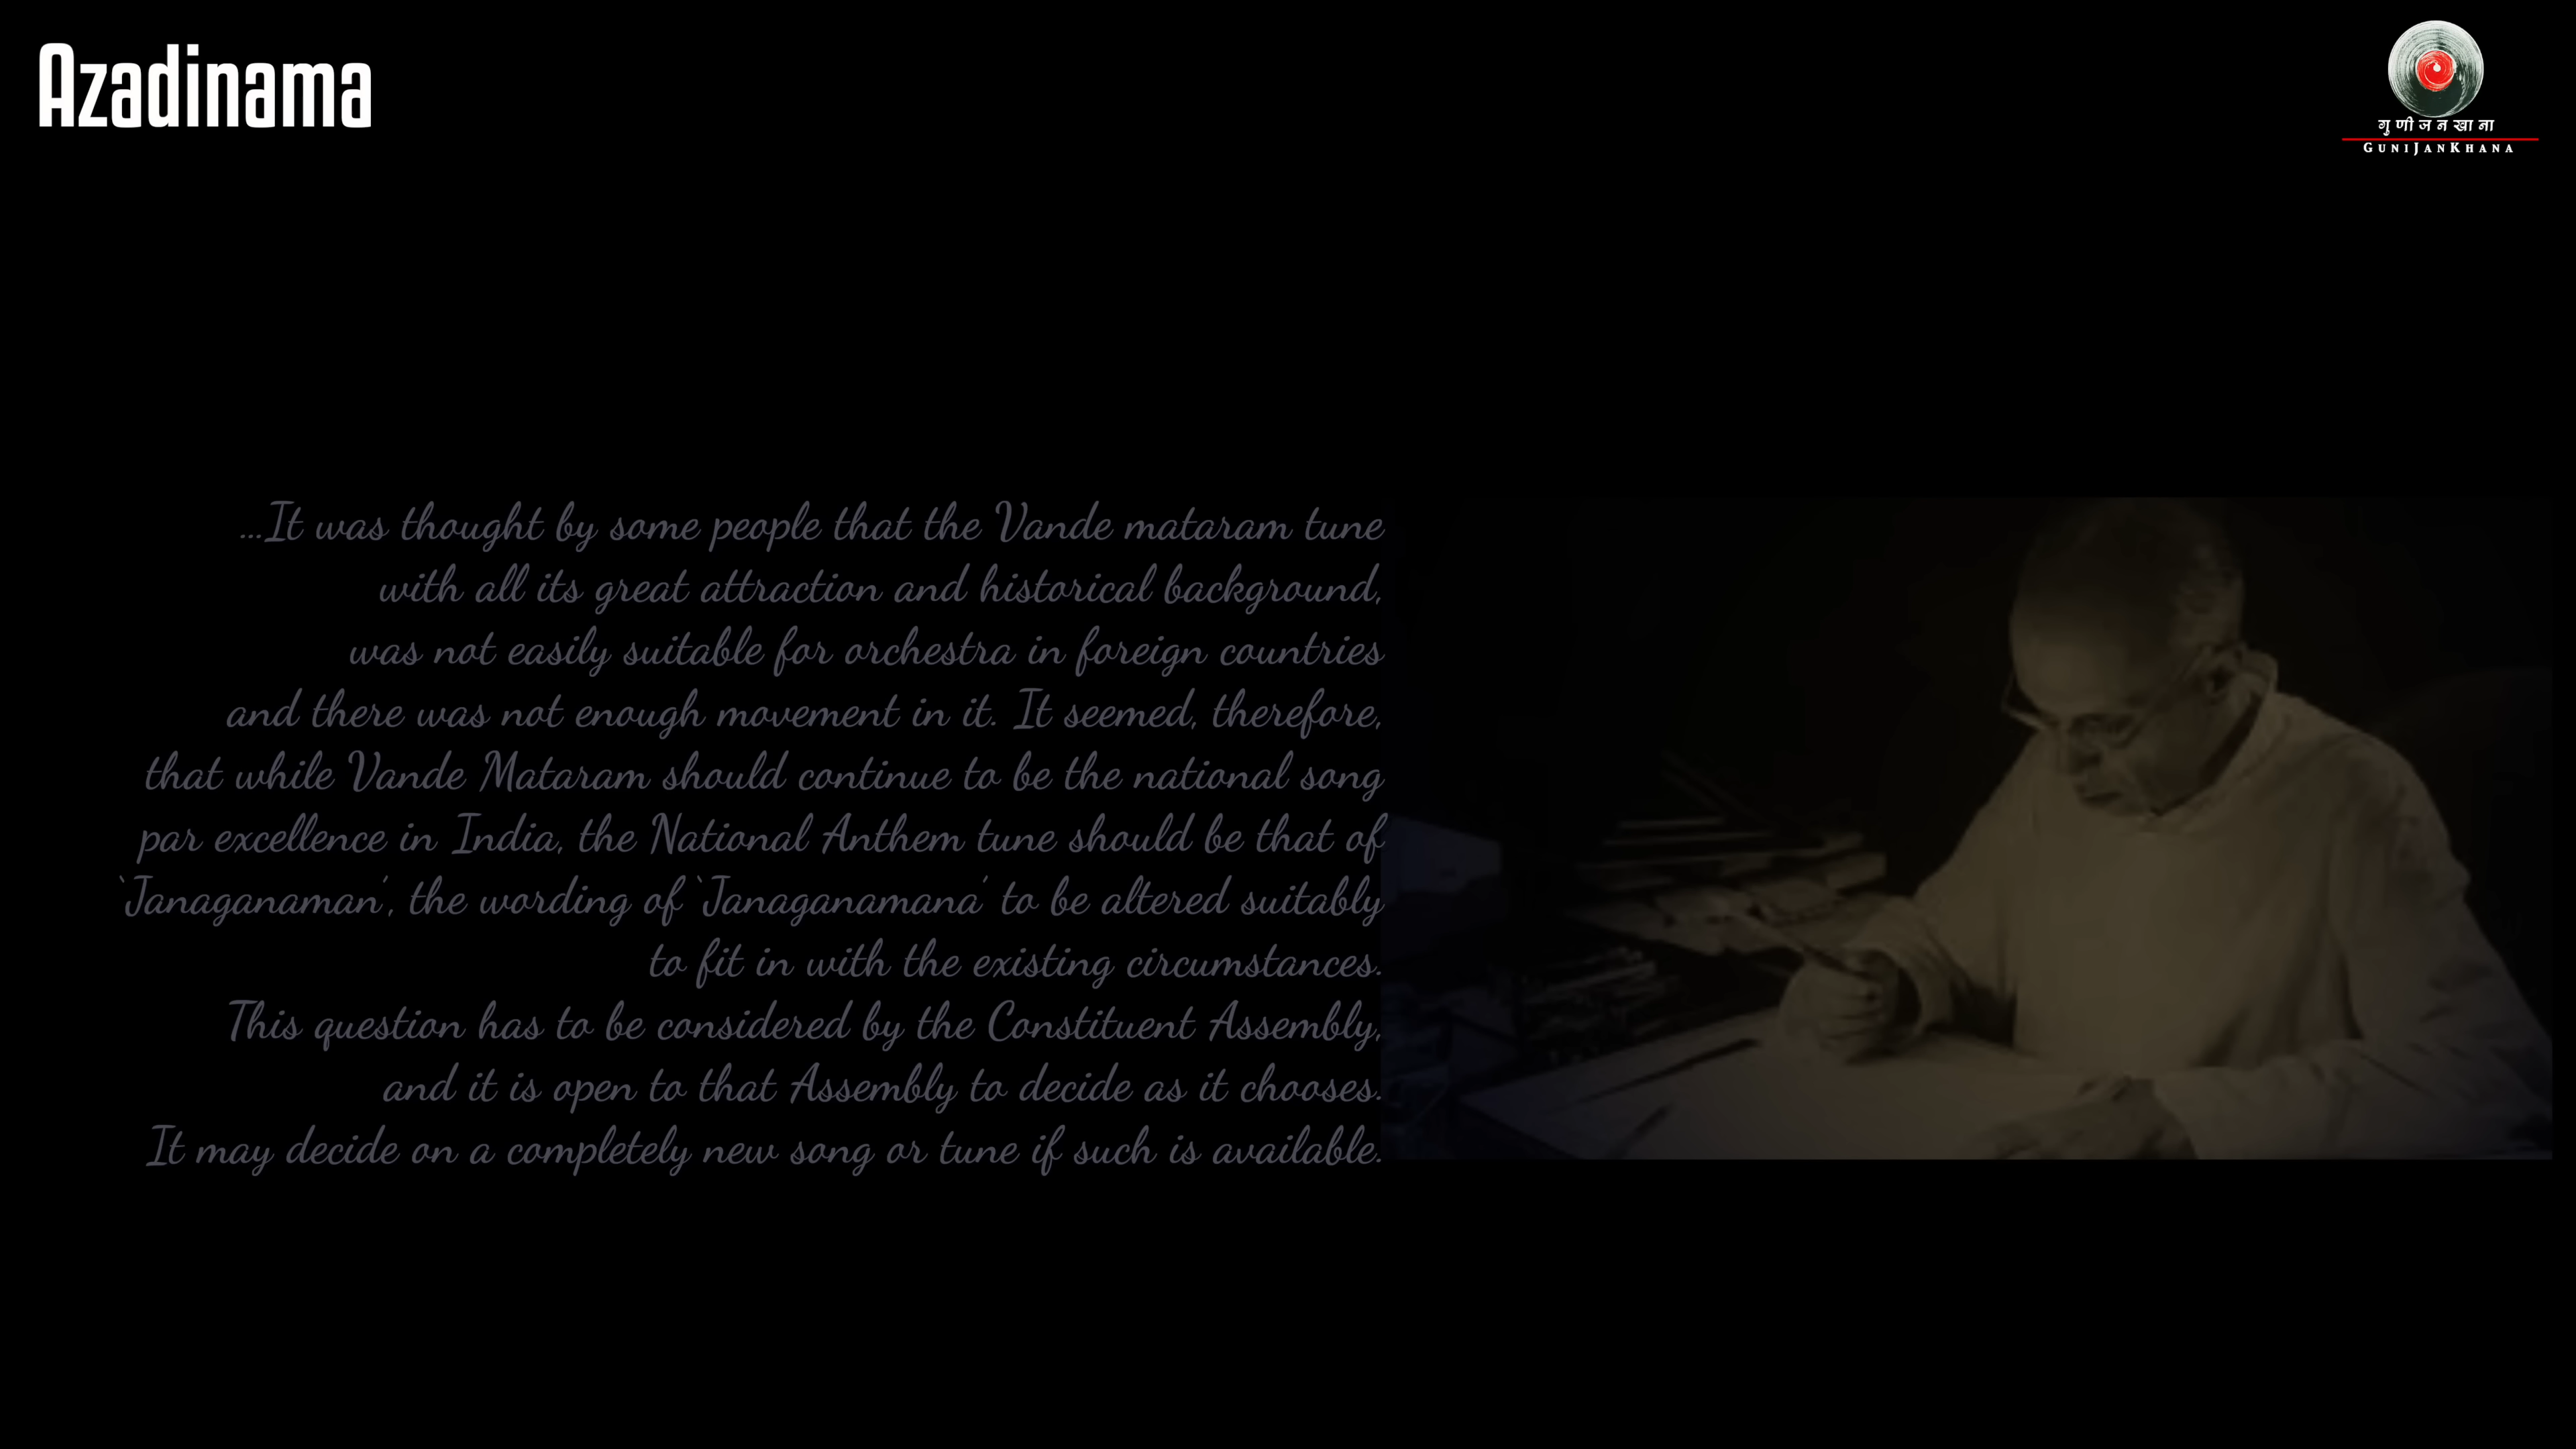 Azadinama
गुणीजनखाना
GUNIJANKHANA
...It was thought by some people that the Vande mataram tune
with all its great attraction and historical background,
was not easily suitable for orchestra in foreign countries
and there was not enough movement in it. It seemed, therefore,
that while Vande Mataram should continue to be the national song
par excellence in India, the National Anthem tune should be that of
`Janaganaman', the wording of `Janaganamana' to be altered suitably
to fit in with the existing circumstances.
This question has to be considered by the Constituent Assembly,
and it is open to that Assembly to decide as it chooses.
It may decide on a completely new song or tune if such is available.